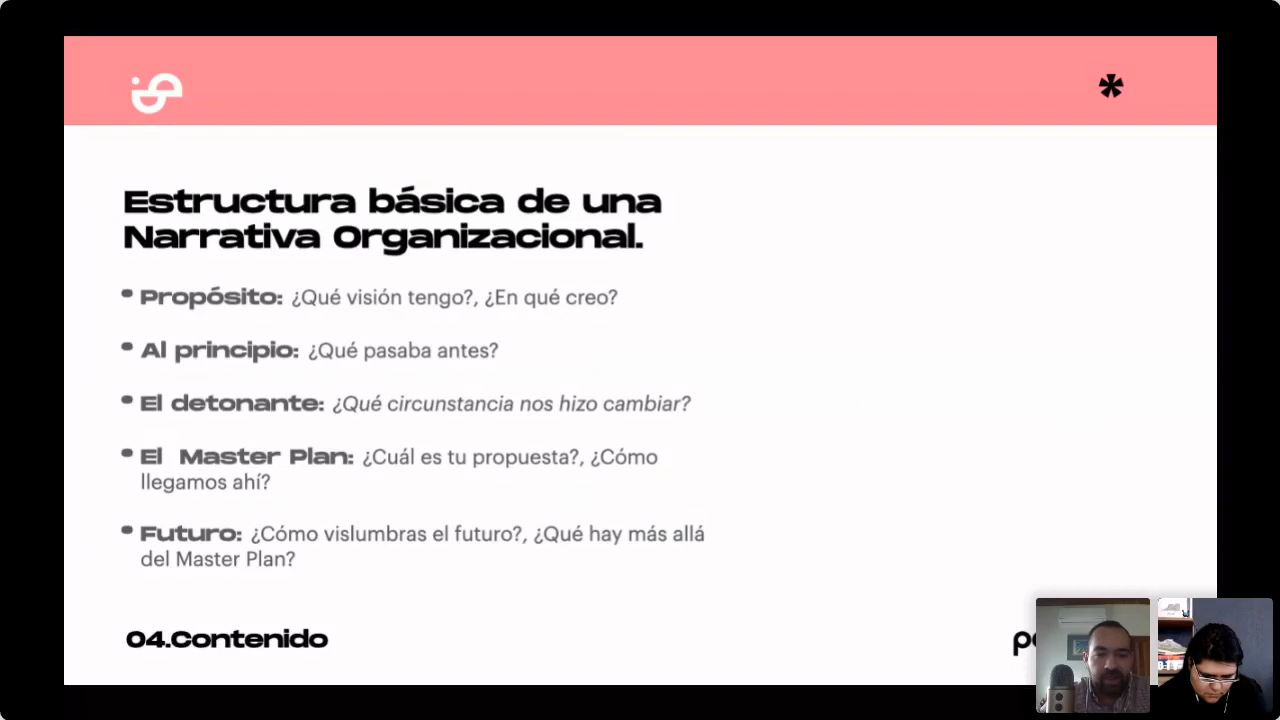 Estructura básica de una
Narrativa Organizacional.
Propósito: ¿Qué visión tengo?, ¿En qué creo?
Al principio: ¿Qué pasaba antes?
El detonante: ¿Qué circunstancia nos hizo cambiar?
El Master Plan: ¿Cuál es tu propuesta?, ¿Cómo
llegamos ahí?
Futuro: ¿Cómo vislumbras el futuro?, ¿Qué hay más allá
del Master Plan?
04.Contenido